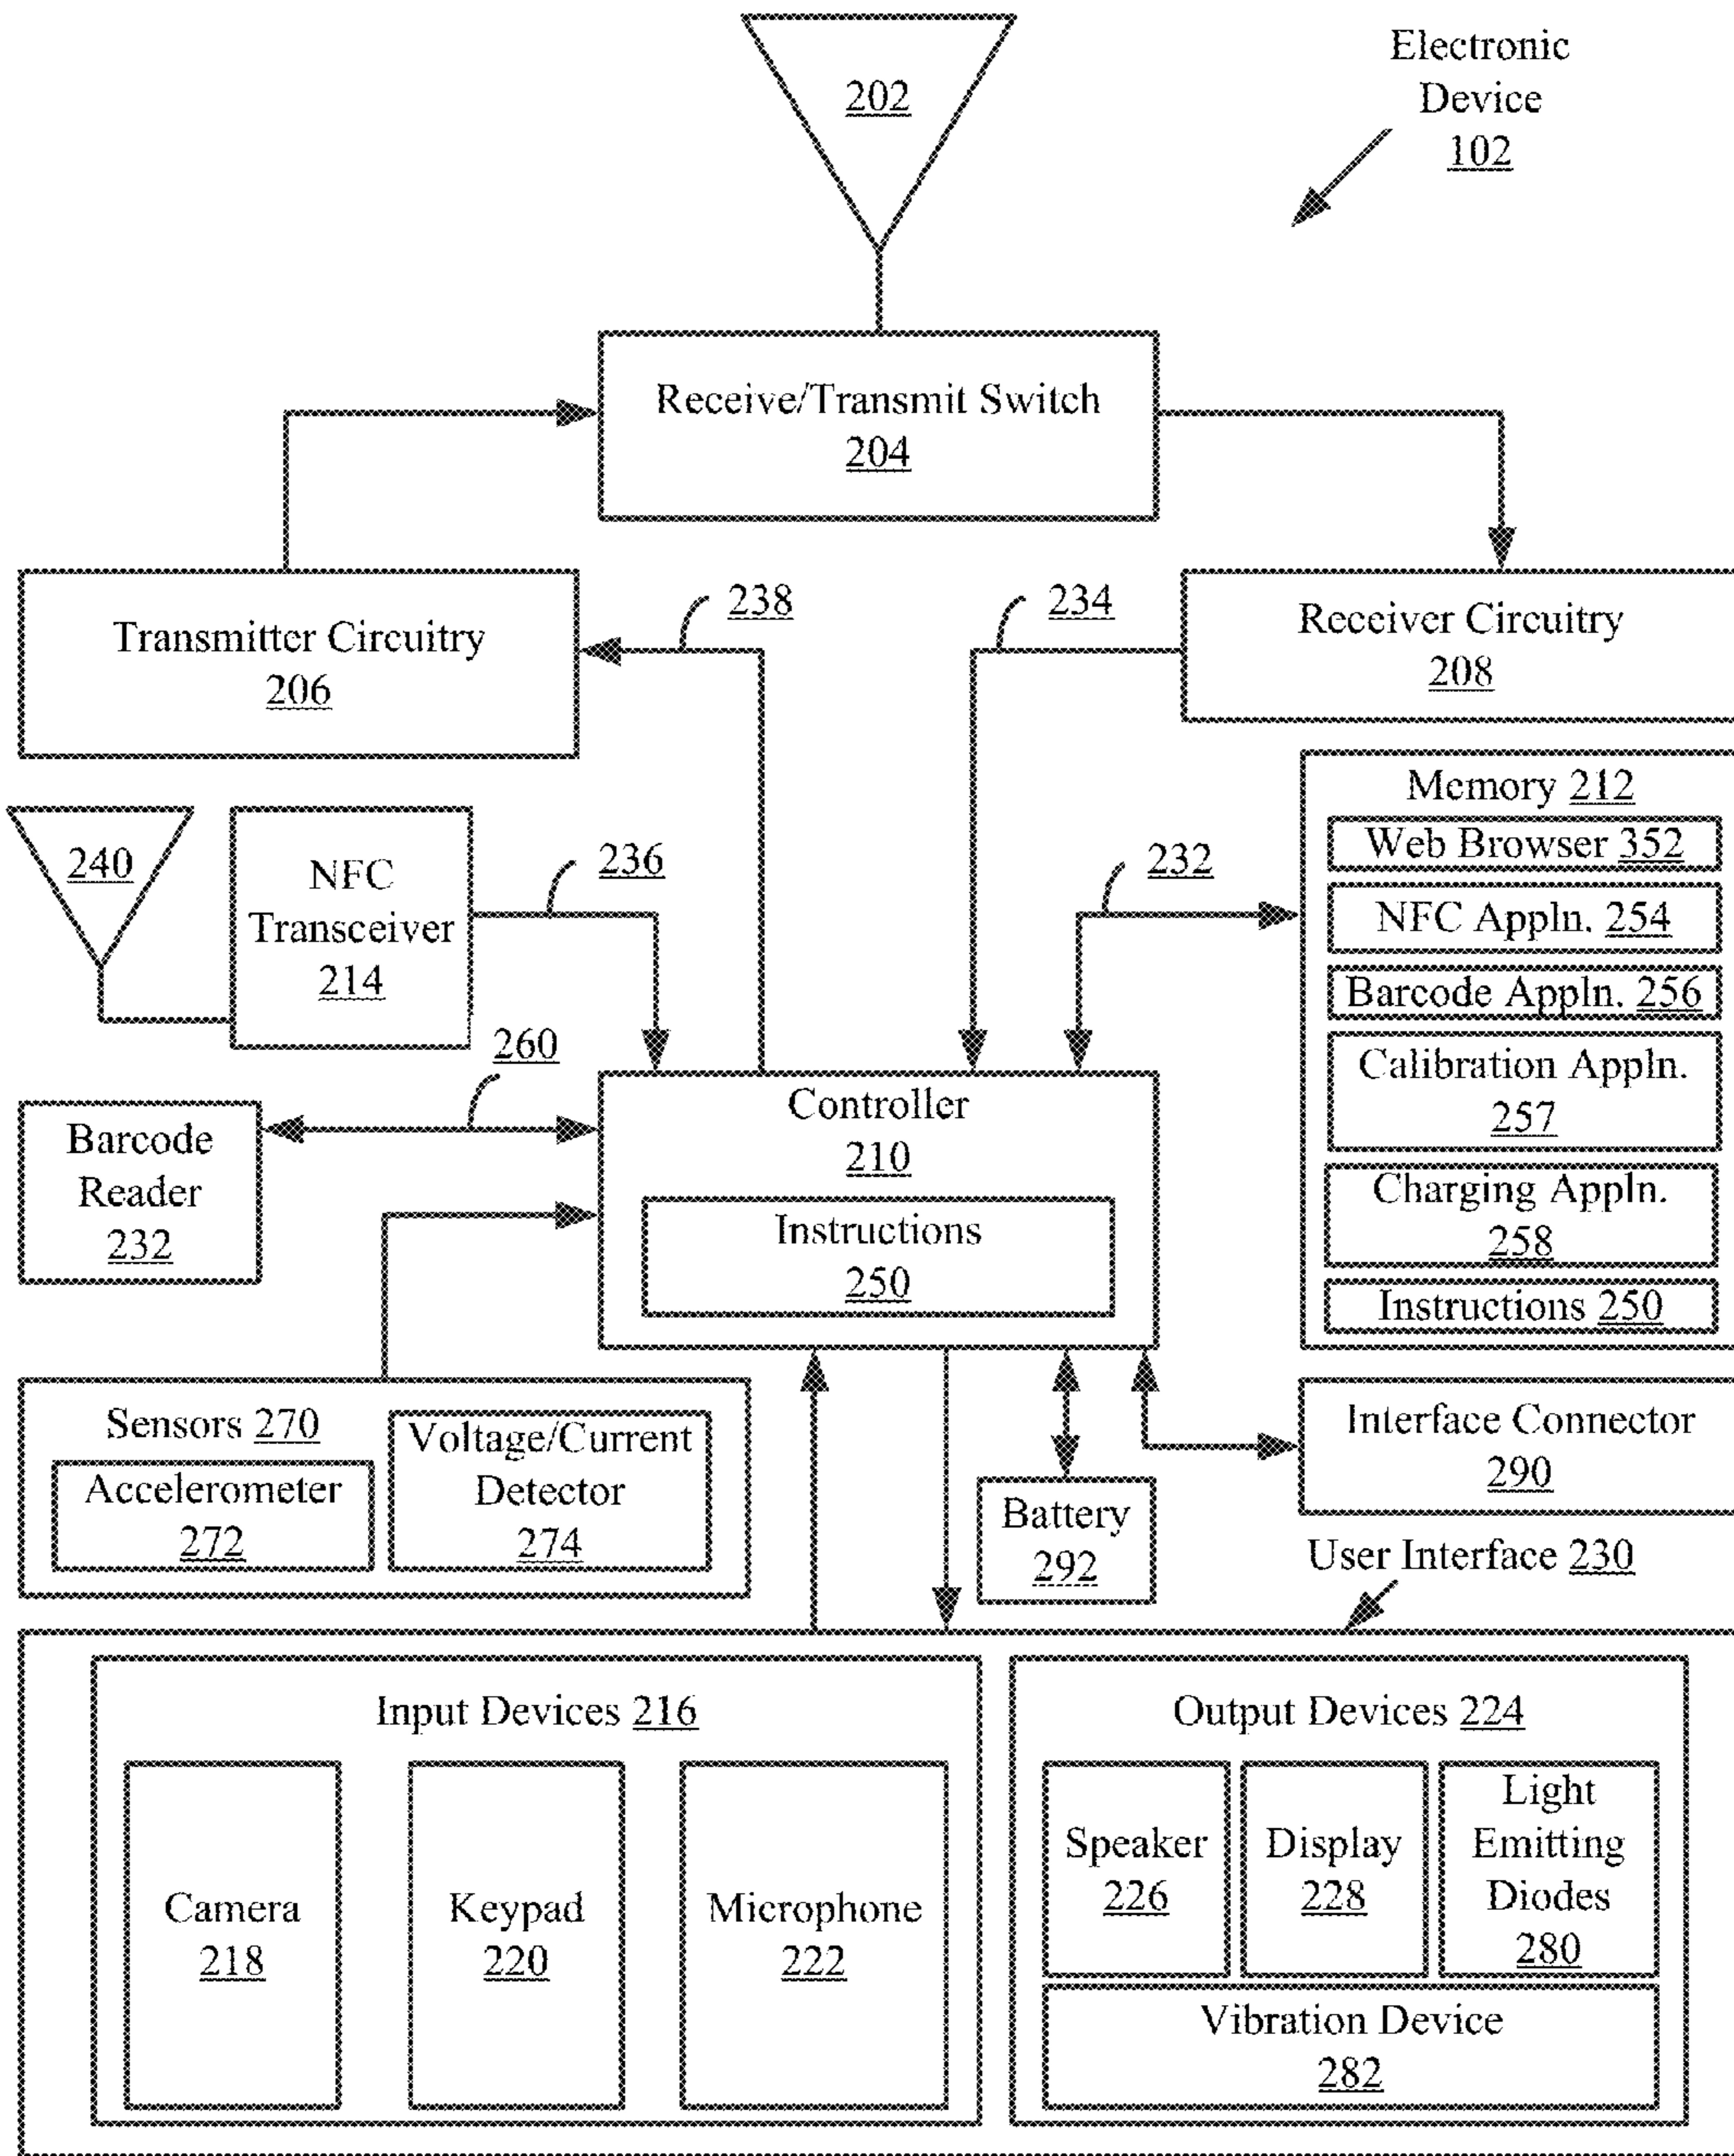 Electronic
Device
102
202
Receive/Transmit Switch
204
238
234
Transmitter Circuitry
206
Receiver Circuitry
208
240
NFC
Transceiver
214
236
232
Memory 212
Web Browser 352
NFC Appln. 254
Barcode Appln. 256
Calibration Appln.
257
Charging Appln.
258
Instructions 250
260
Barcode
Reader
232
Controller
210
Instructions
250
Sensors 270
Accelerometer
272
Voltage/Current
Detector
274
Battery
292
Interface Connector
290
User Interface 230
Input Devices 216
Camera
218
Keypad
220
Microphone
222
Output Devices 224
Speaker
226
Display
228
Light
Emitting
Diodes
280
Vibration Device
282